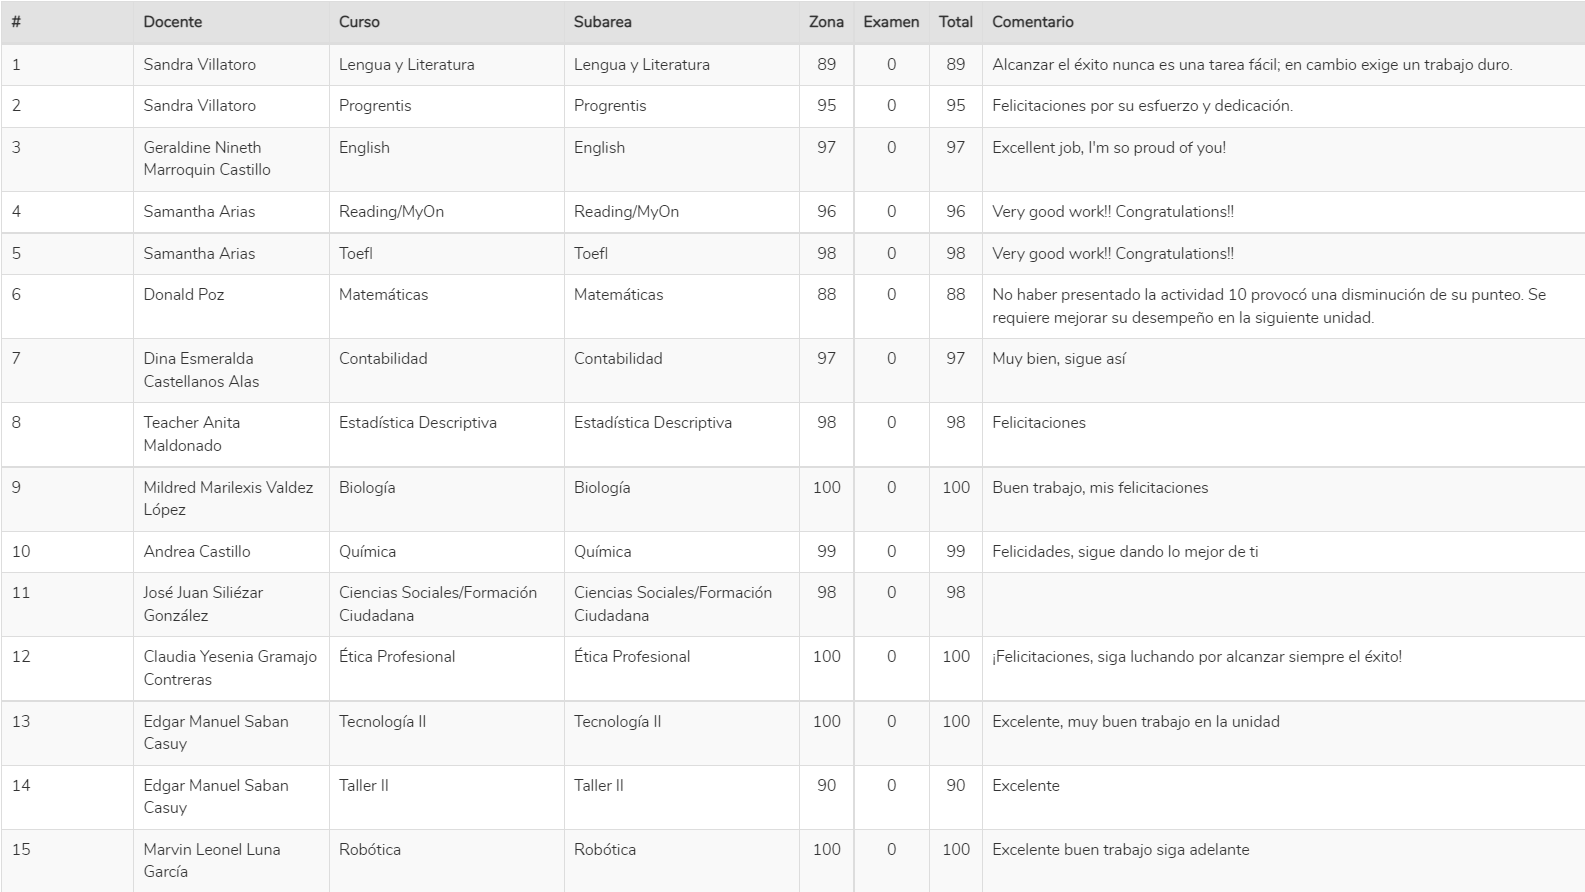 # Docente Curso Subarea Zona Examen Total Comentario
1 Sandra Villatoro Lengua y Literatura Lengua y Literatura 89 0 89 Alcanzar el éxito nunca es una tarea fácil; en cambio exige un trabajo duro.
2 Sandra Villatoro Progrentis Progrentis 95 0 95 Felicitaciones por su esfuerzo y dedicación.
3 Geraldine Nineth English English 97 0 97 Excellent job, I'm so proud of you!
Marroquin Castillo
4 Samantha Arias Reading/MyOn Reading/MyOn 96 0 96 Very good work!! Congratulations!!
5 Samantha Arias Toefl Toefl 98 0 98 Very good work!! Congratulations!!
6 Donald Poz Matemáticas Matemáticas 88 0 88 No haber presentado la actividad 10 provocó una disminución de su punteo. Se
requiere mejorar su desempeño en la siguiente unidad.
7 Dina Esmeralda Contabilidad Contabilidad 97 0 97 Muy bien, sigue así
Castellanos Alas
8 Teacher Anita Estadística Descriptiva Estadística Descriptiva 98 0 98 Felicitaciones
Maldonado
9 Mildred Marilexis Valdez Biología Biología 100 0 100 Buen trabajo, mis felicitaciones
López
10 Andrea Castillo Química Química 99 0 99 Felicidades, sigue dando lo mejor de ti
11 José Juan Siliézar Ciencias Sociales/Formación Ciencias Sociales/Formación 98 0 98
González Ciudadana Ciudadana
12 Claudia Yesenia Gramajo Ética Profesional Ética Profesional 100 0 100 ¡Felicitaciones, siga luchando por alcanzar siempre el éxito!
Contreras
13 Edgar Manuel Saban Tecnología II Tecnología II 100 0 100 Excelente, muy buen trabajo en la unidad
Casuy
14 Edgar Manuel Saban Taller II Taller II 90 0 90 Excelente
Casuy
15 Marvin Leonel Luna Robótica Robótica 100 0 100 Excelente buen trabajo siga adelante
García